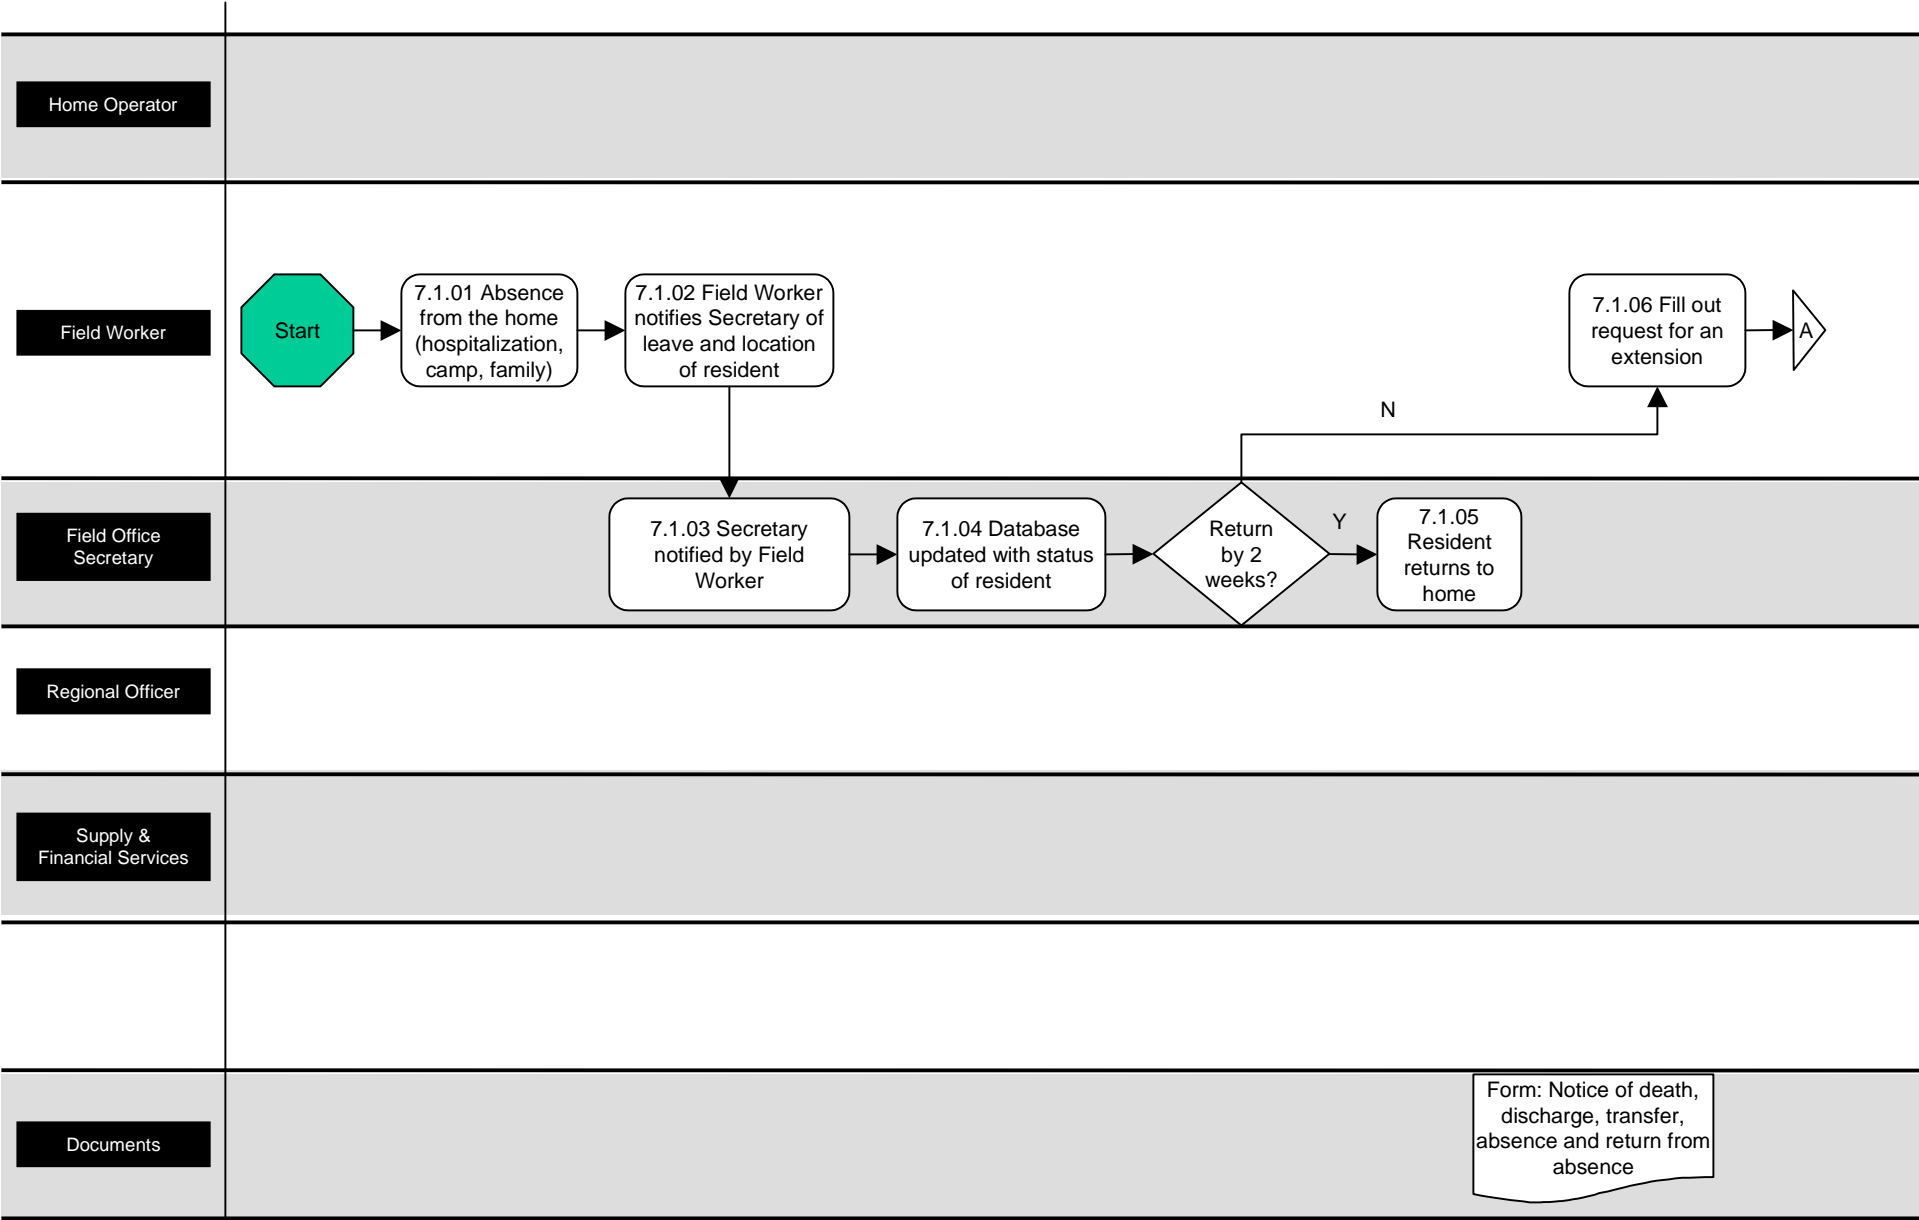 Home Operator
Field Worker
Start
7.1.01 Absence
from the home
(hospitalization,
camp, family)
7.1.02 Field Worker
notifies Secretary of
leave and location
of resident
7.1.06 Fill out
request for an
extension
A
N
Field Office
Secretary
7.1.03 Secretary
notified by Field
Worker
7.1.04 Database
updated with status
of resident
Return
by 2
weeks?
Y
7.1.05
Resident
returns to
home
Regional Officer
Supply &
Financial Services
Documents
Form: Notice of death,
discharge, transfer,
absence and return from
absence